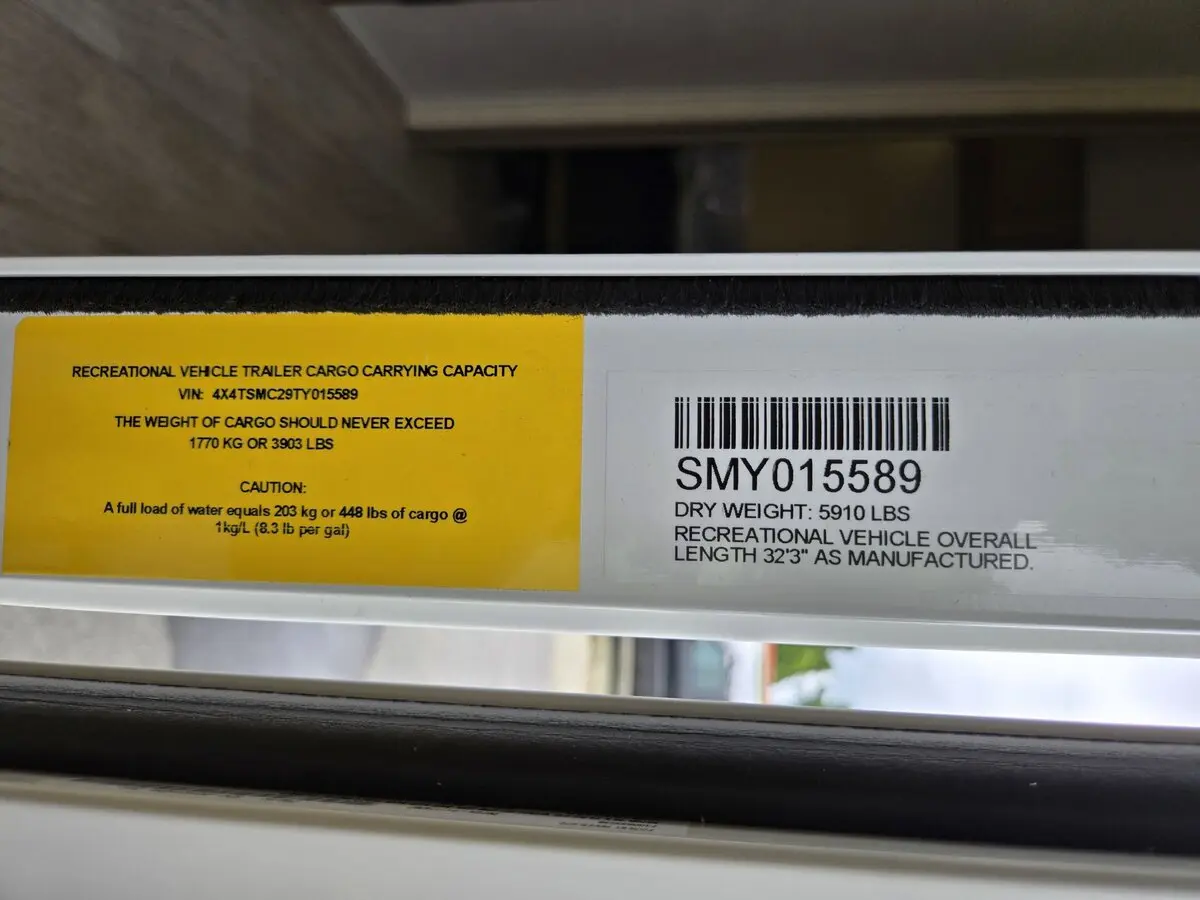 RECREATIONAL VEHICLE TRAILER CARGO CARRYING CAPACITY
VIN: 4X4TSMC29TY015589
THE WEIGHT OF CARGO SHOULD NEVER EXCEED
1770 KG OR 3903 LBS
CAUTION:
A full load of water equals 203 kg or 448 lbs of cargo @
1kg/L (8.3 lb per gal)
SMY015589
DRY WEIGHT: 5910 LBS
RECREATIONAL VEHICLE OVERALL
LENGTH 32'3" AS MANUFACTURED.